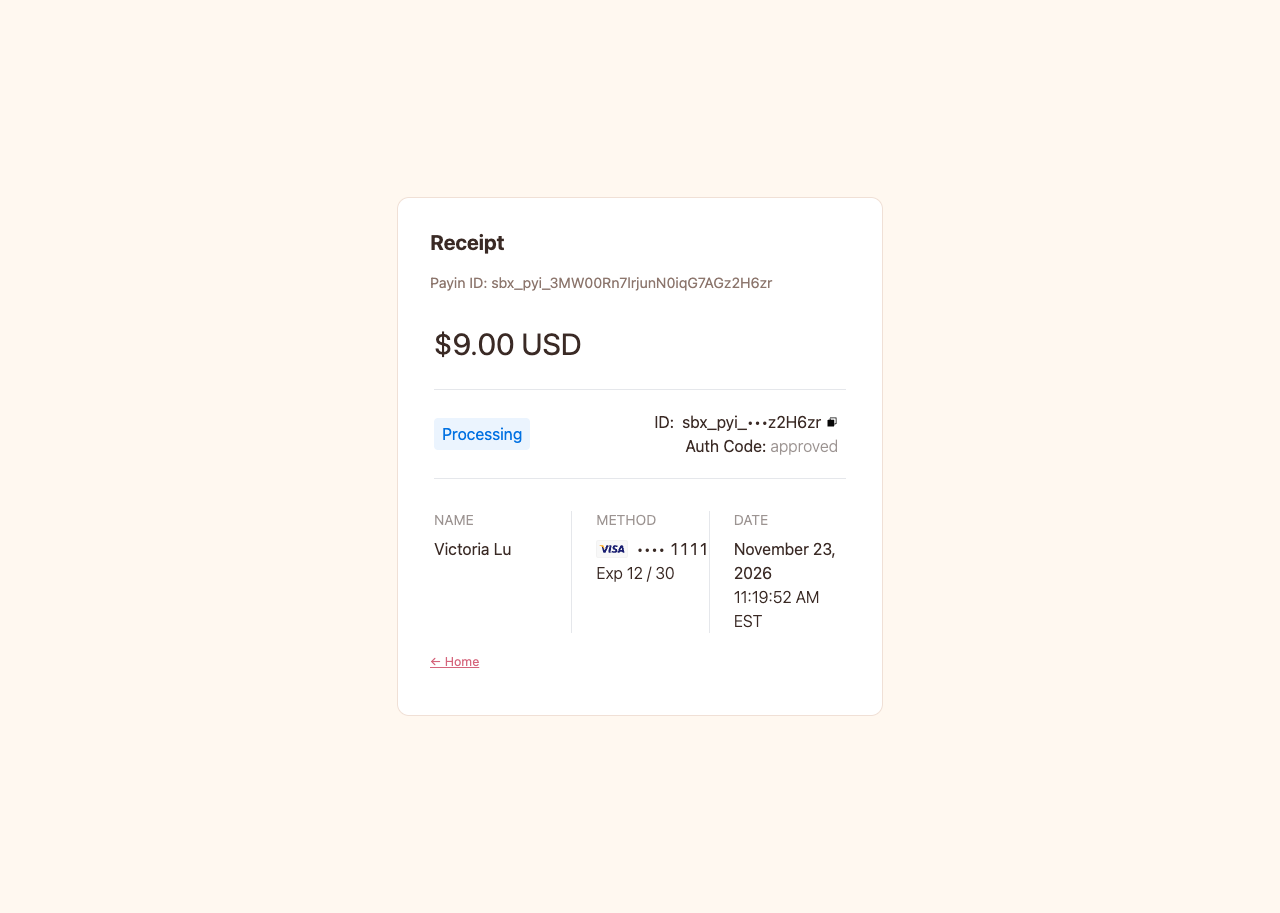 Receipt
Payin ID: sbx_pyi_3MW00Rn7lrjunN0iqG7AGz2H6zr
$9.00 USD
Processing
ID: sbx_pyi_•••z2H6zr
Auth Code: approved
NAME
Victoria Lu
METHOD
VISA •••• 1111
Exp 12 / 30
DATE
November 23,
2026
11:19:52 AM
EST
← Home